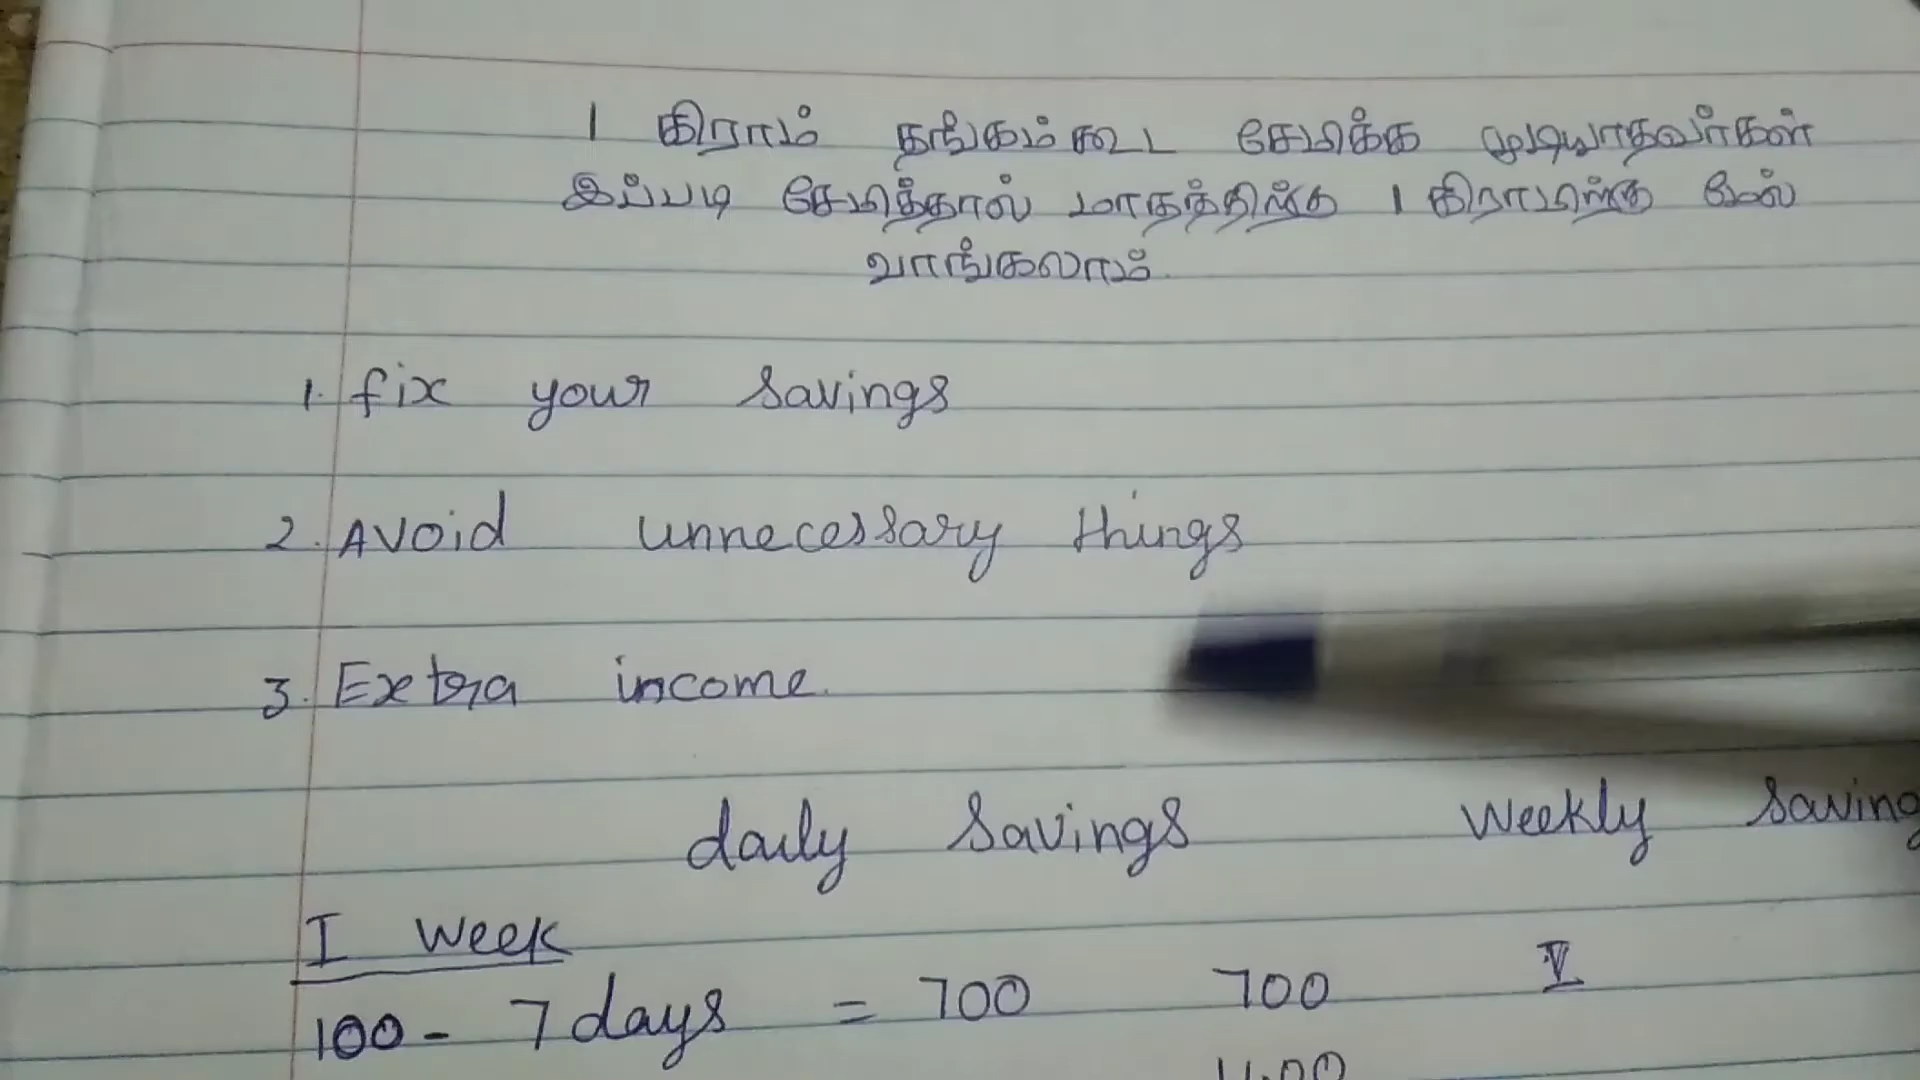 1 கிராம் தங்கம் கூட சேமிக்க முடியாதவர்கள்
இப்படி சேமித்தால் மாதத்திற்கு 1 கிராமிற்கு மேல்
வாங்கலாம்.
1. fix your savings
2. Avoid unnecessary things
3. Extra income.
daily savings weekly saving
I week
100 - 7 days = 700 700 V